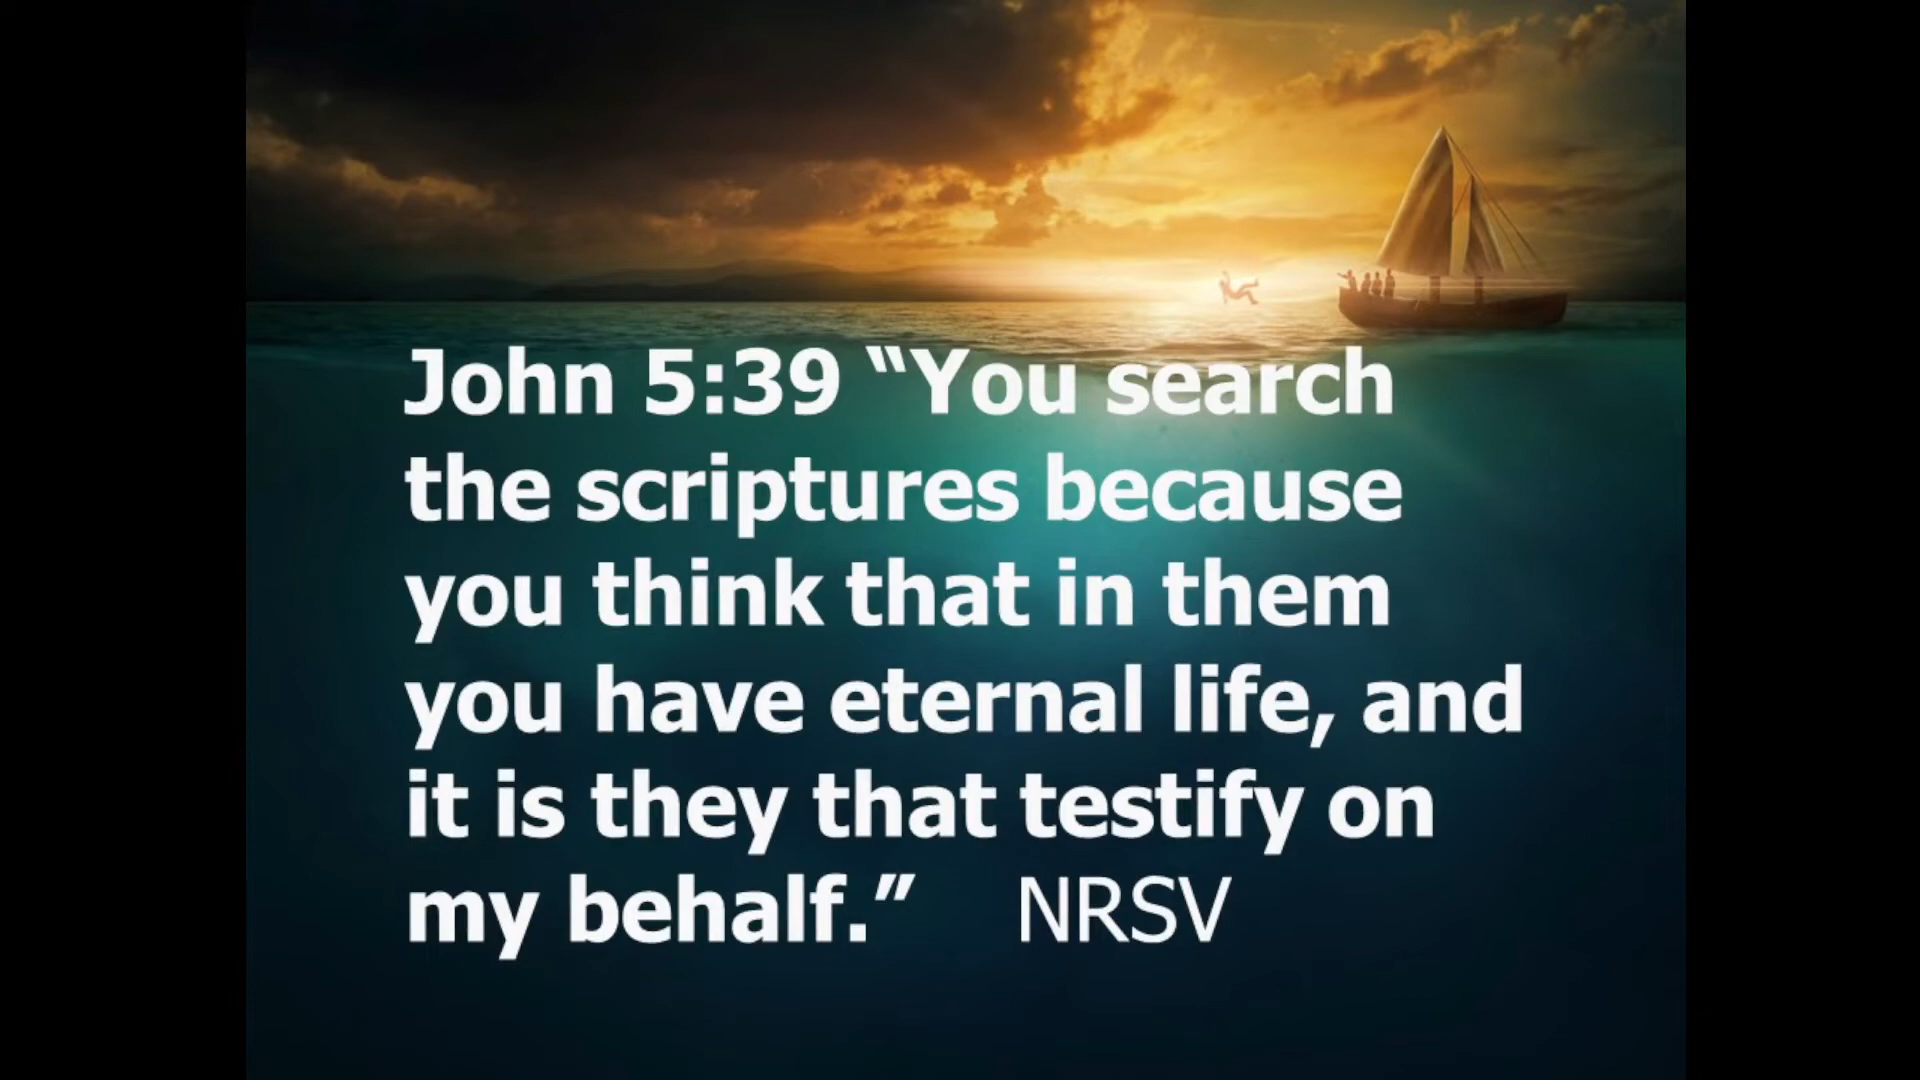 John 5:39 “You search
the scriptures because
you think that in them
you have eternal life, and
it is they that testify on
my behalf.” NRSV